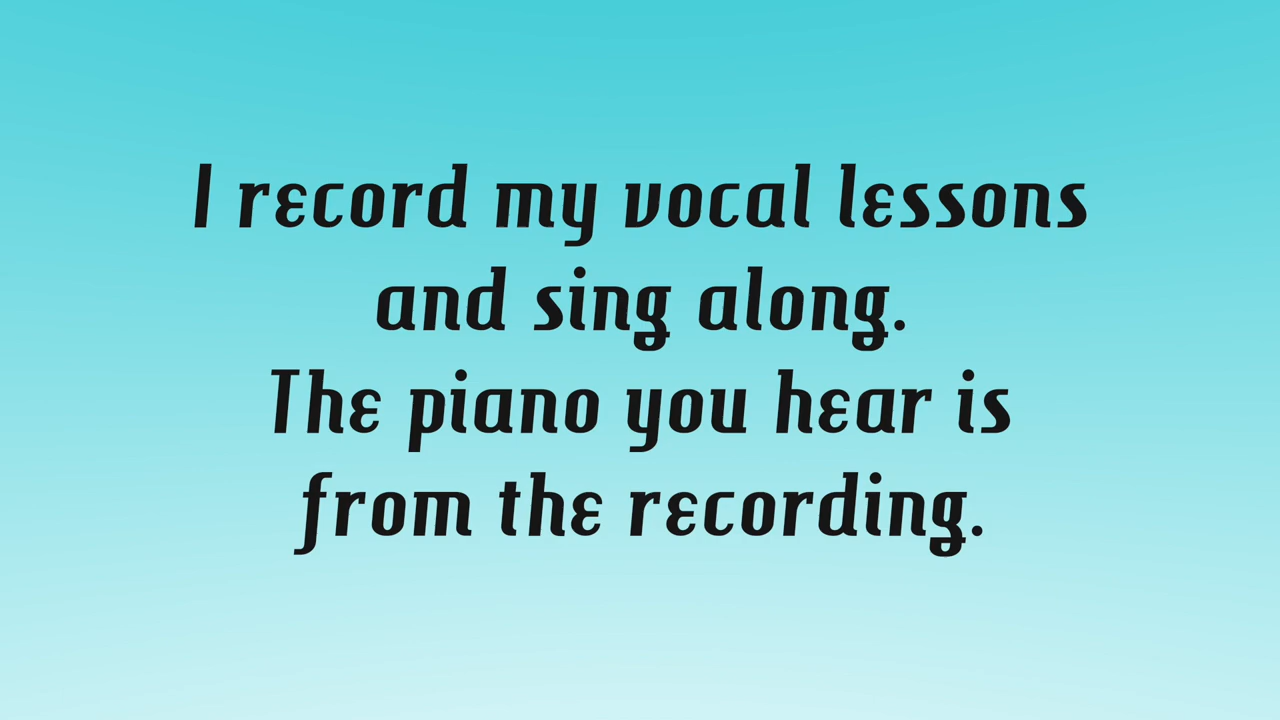 I record my vocal lessons
and sing along.
The piano you hear is
from the recording.